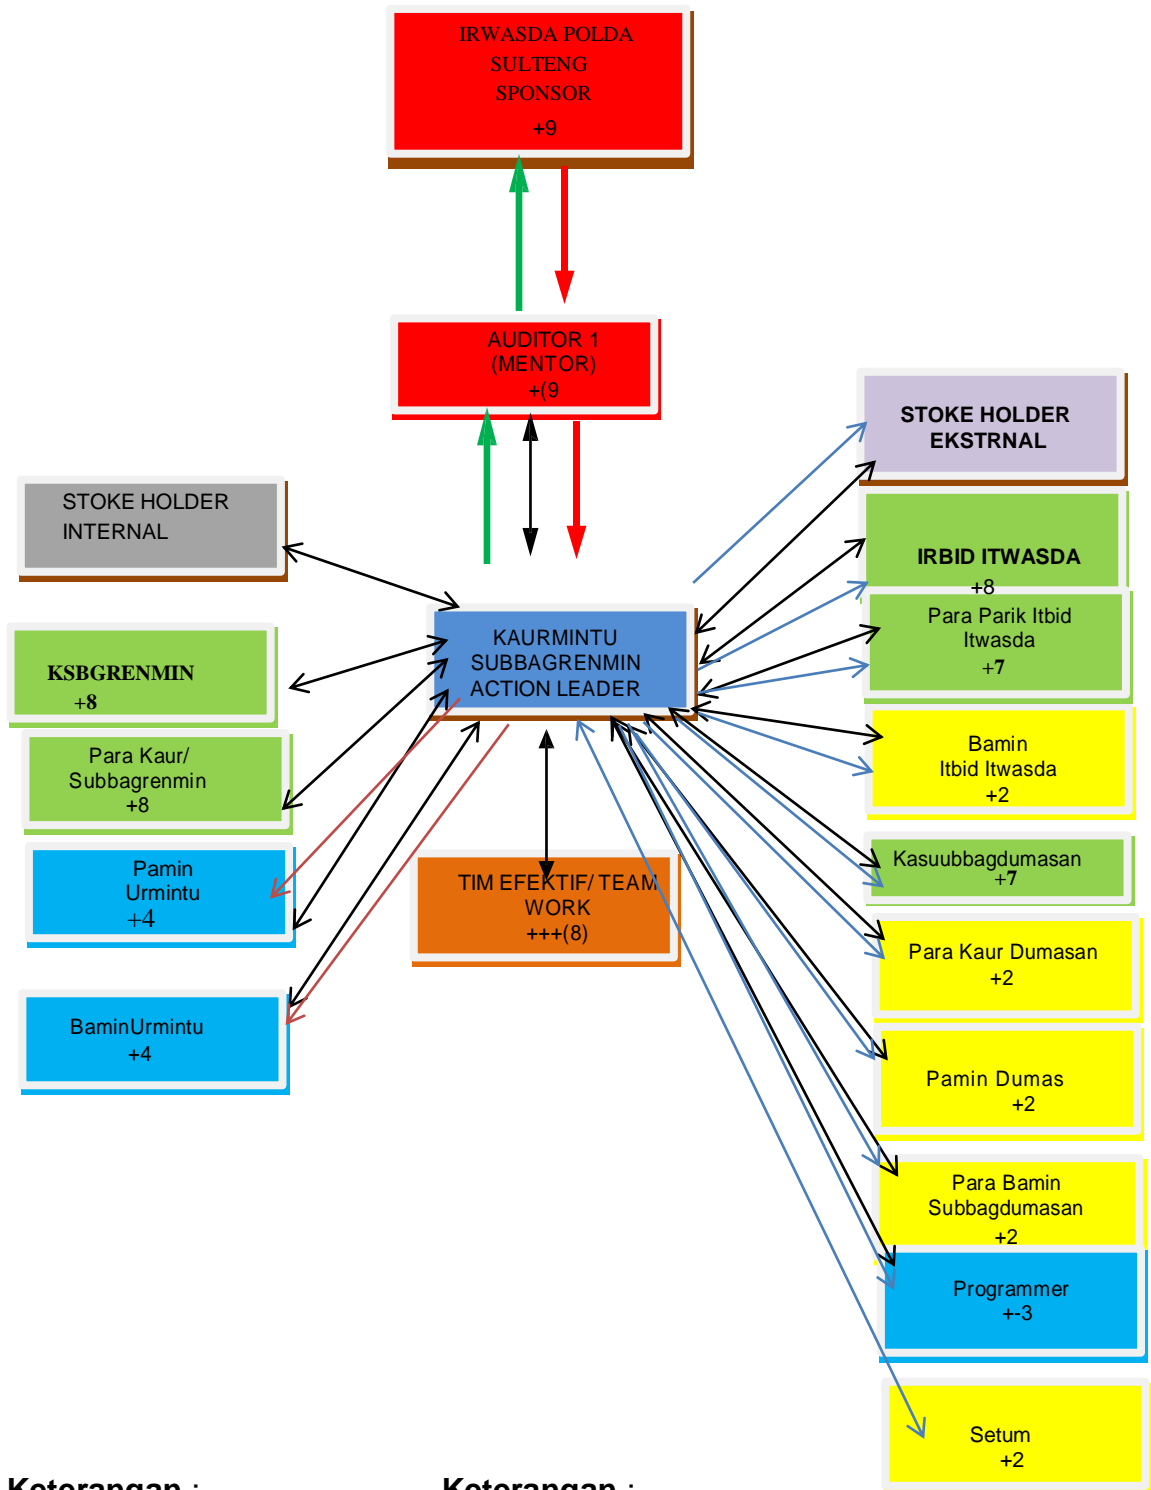 IRWASDA POLDA
SULTENG
SPONSOR
+9
AUDITOR 1
(MENTOR)
+(9
STOKE HOLDER
EKSTRNAL
STOKE HOLDER
INTERNAL
IRBID ITWASDA
+8
Para Parik Itbid
Itwasda
+7
KAURMINTU
SUBBAGRENMIN
ACTION LEADER
KSBGRENMIN
+8
Para Kaur/
Subbagrenmin
+8
Bamin
Itbid Itwasda
+2
Pamin
Urmintu
+4
TIM EFEKTIF/ TEAM
WORK
+++(8)
Kasuubbagdumasan
+7
Para Kaur Dumasan
+2
BaminUrmintu
+4
Pamin Dumas
+2
Para Bamin
Subbagdumasan
+2
Programmer
+-3
Setum
+2
Keterangan :
Keterangan :